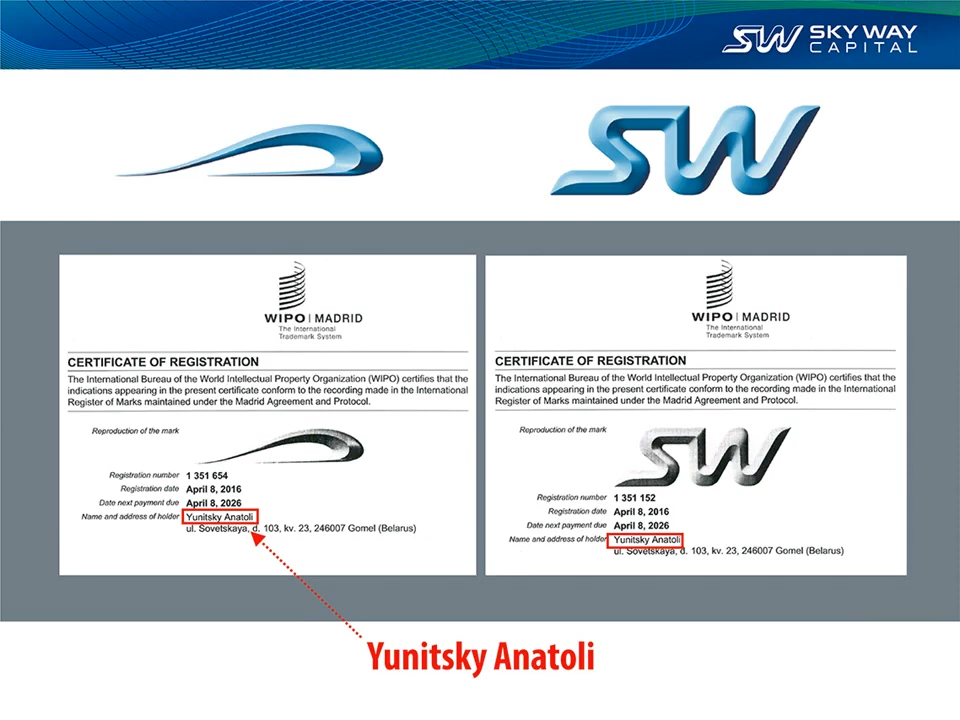 SW SKY WAY
CAPITAL
SW
WIPO | MADRID
The International
Trademark System
CERTIFICATE OF REGISTRATION
The International Bureau of the World Intellectual Property Organization (WIPO) certifies that the
indications appearing in the present certificate conform to the recording made in the International
Register of Marks maintained under the Madrid Agreement and Protocol.
Reproduction of the mark
Registration number 1 351 654
Registration date April 8, 2016
Date next payment due April 8, 2026
Name and address of holder Yunitsky Anatoli
ul. Sovetskaya, d. 103, kv. 23, 246007 Gomel (Belarus)
WIPO | MADRID
The International
Trademark System
CERTIFICATE OF REGISTRATION
The International Bureau of the World Intellectual Property Organization (WIPO) certifies that the
indications appearing in the present certificate conform to the recording made in the International
Register of Marks maintained under the Madrid Agreement and Protocol.
Reproduction of the mark
SW
Registration number 1 351 152
Registration date April 8, 2016
Date next payment due April 8, 2026
Name and address of holder Yunitsky Anatoli
ul. Sovetskaya, d. 103, kv. 23, 246007 Gomel (Belarus)
Yunitsky Anatoli